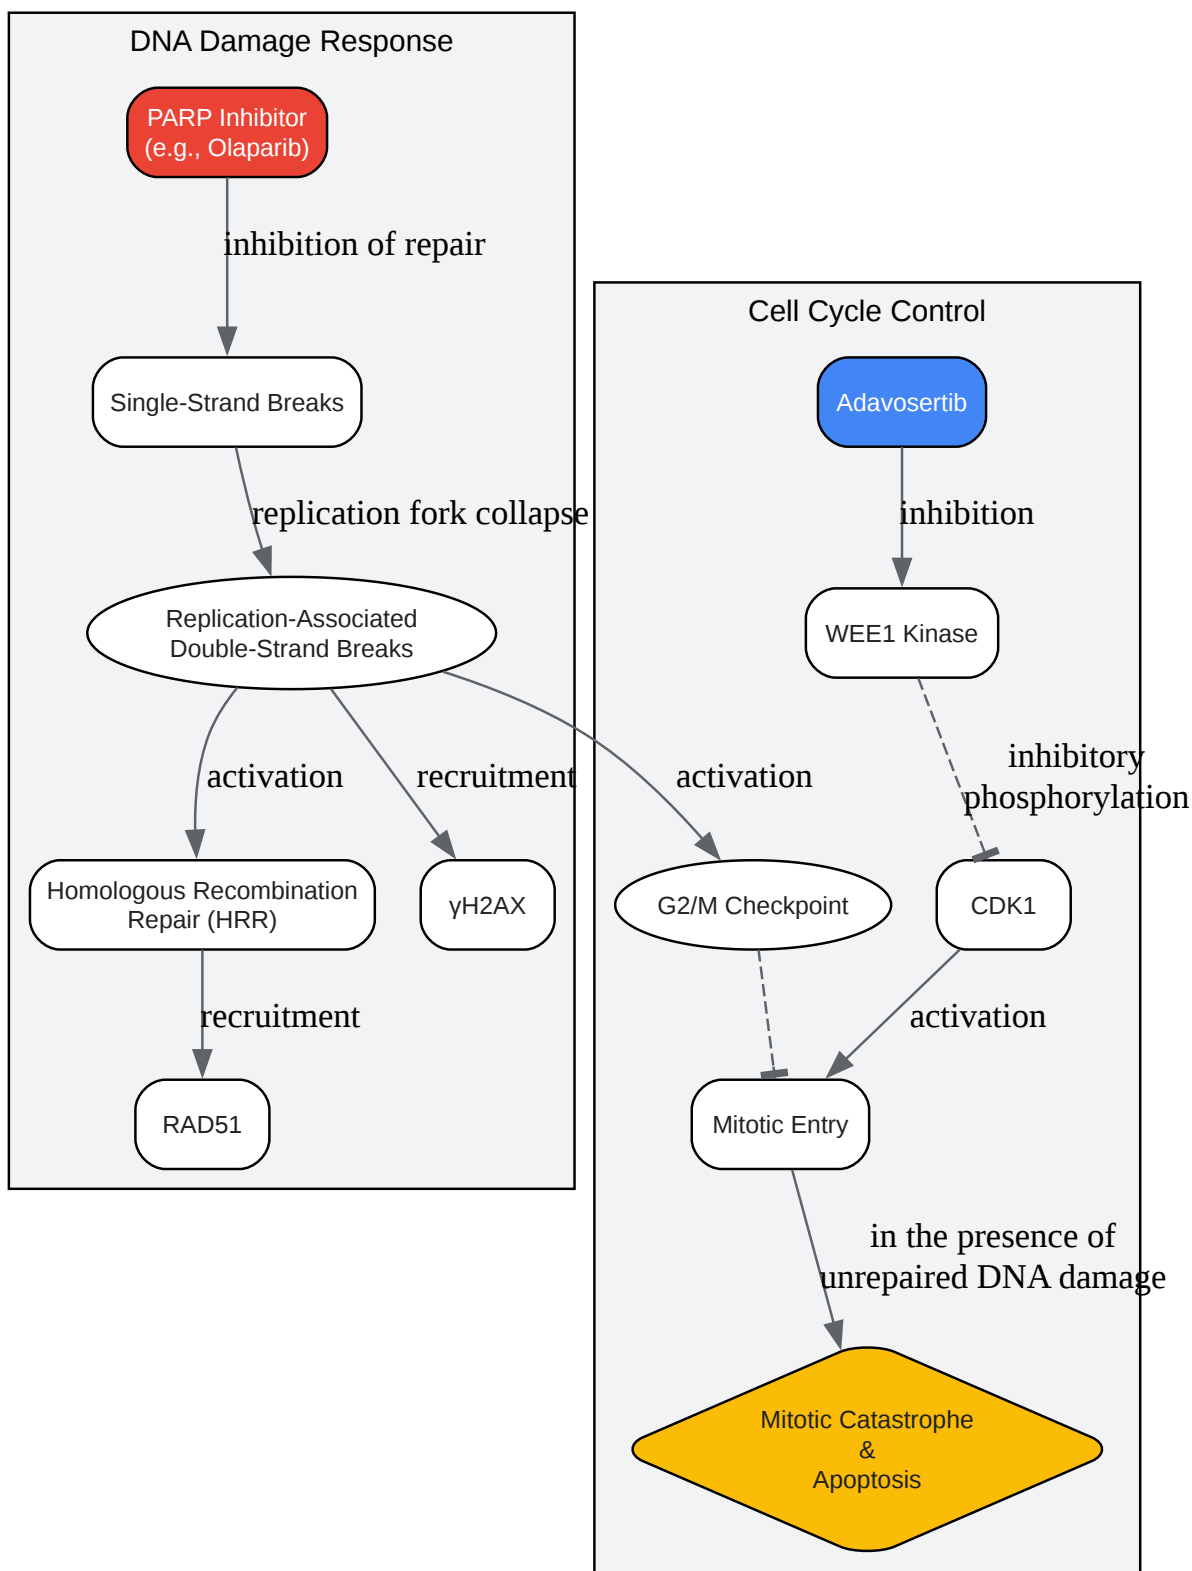 DNA Damage Response
PARP Inhibitor
(e.g., Olaparib)
inhibition of repair
Single-Strand Breaks
replication fork collapse
Replication-Associated
Double-Strand Breaks
activation
recruitment
Homologous Recombination
Repair (HRR)
γH2AX
recruitment
RAD51
activation
Cell Cycle Control
Adavosertib
inhibition
WEE1 Kinase
inhibitory
phosphorylation
G2/M Checkpoint
CDK1
activation
Mitotic Entry
in the presence of
unrepaired DNA damage
Mitotic Catastrophe
&
Apoptosis